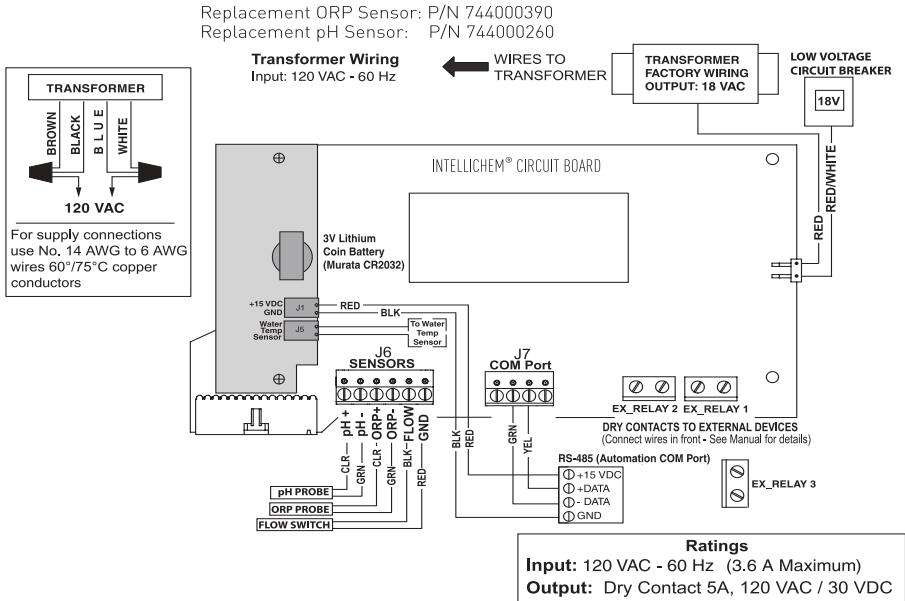 Replacement ORP Sensor: P/N 744000390
Replacement pH Sensor: P/N 744000260
Transformer Wiring
Input: 120 VAC - 60 Hz
WIRES TO
TRANSFORMER
TRANSFORMER
FACTORY WIRING
OUTPUT: 18 VAC
LOW VOLTAGE
CIRCUIT BREAKER
18V
TRANSFORMER
BROWN
BLACK
BLUE
WHITE
120 VAC
For supply connections
use No. 14 AWG to 6 AWG
wires 60°/75°C copper
conductors
INTELLICHEM® CIRCUIT BOARD
RED
RED/WHITE
3V Lithium
Coin Battery
(Murata CR2032)
+15 VDC
GND
J1
RED
BLK
Water
Temp
Sensor
J5
To Water
Temp
Sensor
J6
SENSORS
pH +
pH -
ORP+
ORP-
FLOW
GND
CLR
GRN
CLR
GRN
BLK
RED
pH PROBE
ORP PROBE
FLOW SWITCH
J7
COM Port
BLK
RED
GRN
YEL
EX_RELAY 2
EX_RELAY 1
DRY CONTACTS TO EXTERNAL DEVICES
(Connect wires in front - See Manual for details)
RS-485 (Automation COM Port)
+15 VDC
+DATA
- DATA
GND
EX_RELAY 3
Ratings
Input: 120 VAC - 60 Hz (3.6 A Maximum)
Output: Dry Contact 5A, 120 VAC / 30 VDC